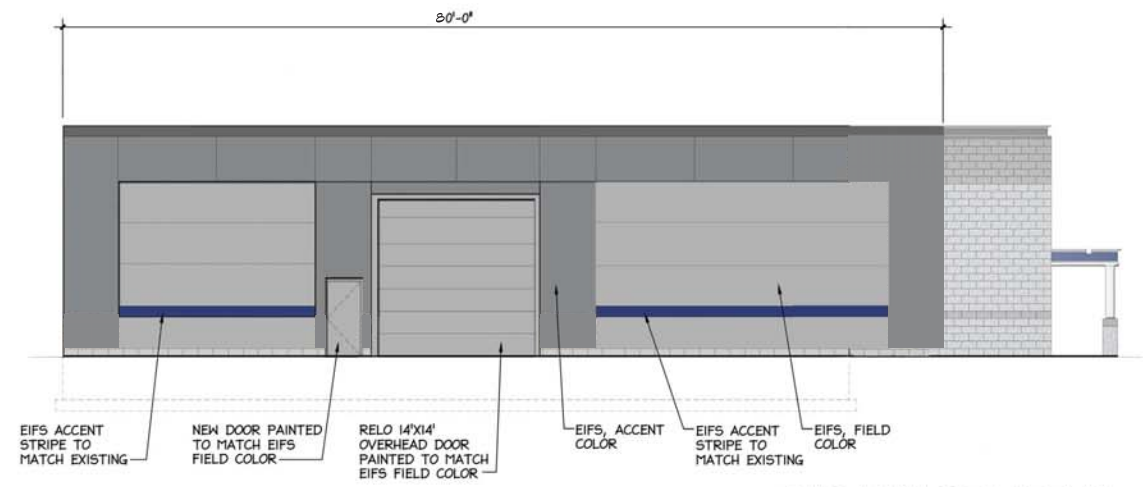 80'-0"
EIFS ACCENT
STRIPE TO
MATCH EXISTING
NEW DOOR PAINTED
TO MATCH EIFS
FIELD COLOR
RELO 14'X14'
OVERHEAD DOOR
PAINTED TO MATCH
EIFS FIELD COLOR
EIFS, ACCENT
COLOR
EIFS ACCENT
STRIPE TO
MATCH EXISTING
EIFS, FIELD
COLOR